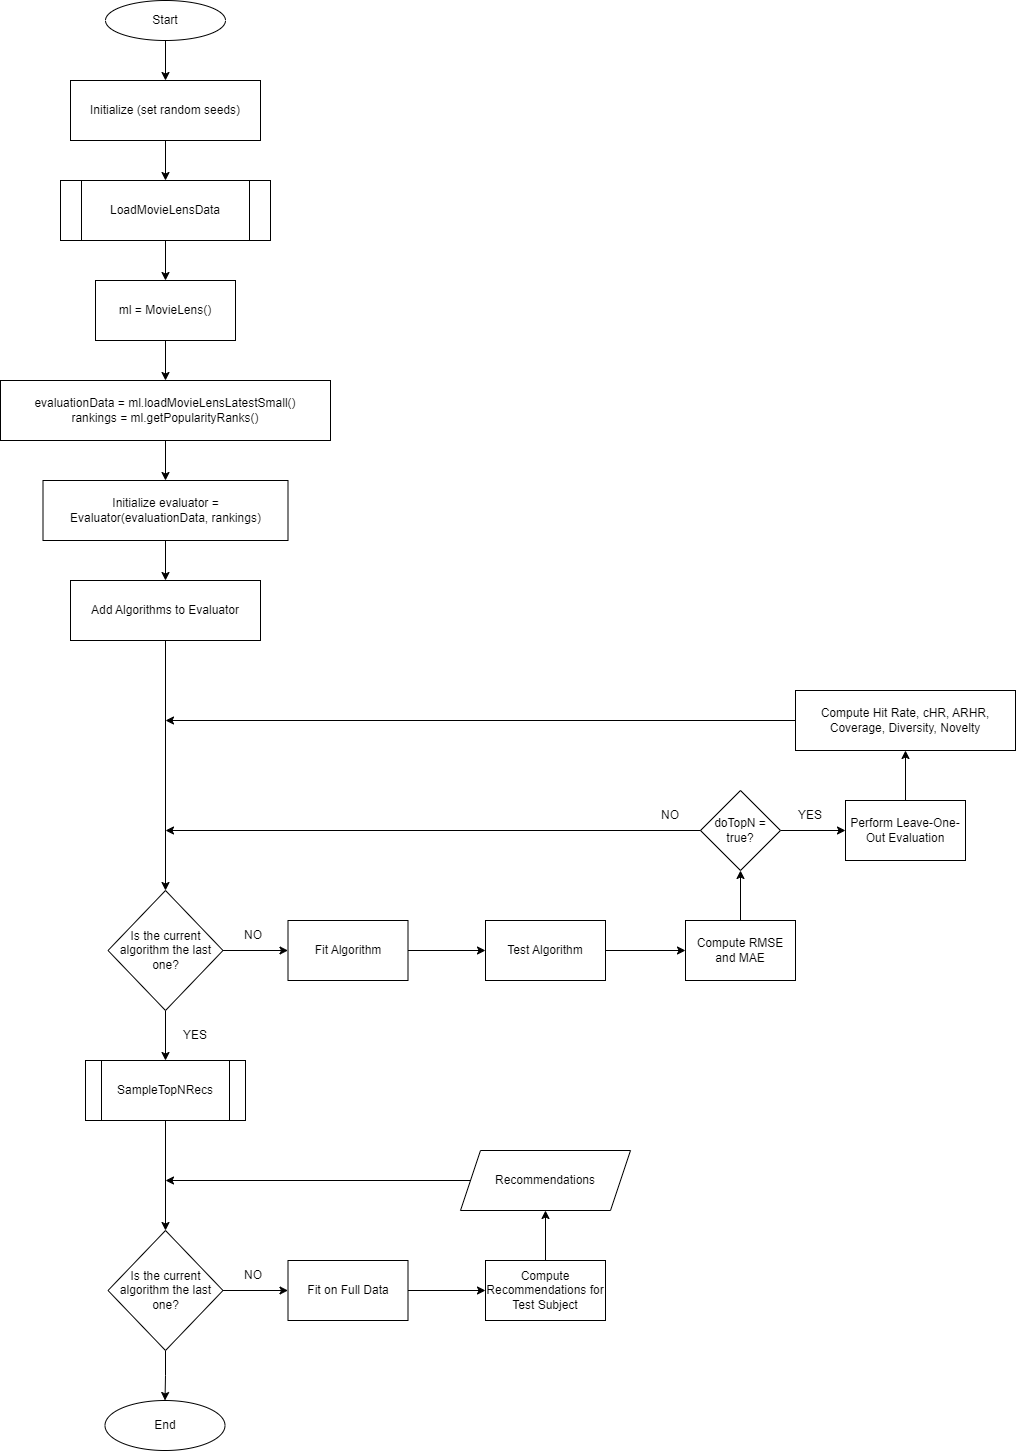 Start
Initialize (set random seeds)
LoadMovieLensData
ml = MovieLens()
evaluationData = ml.loadMovieLensLatestSmall()
rankings = ml.getPopularityRanks()
Initialize evaluator =
Evaluator(evaluationData, rankings)
Add Algorithms to Evaluator
Compute Hit Rate, cHR, ARHR,
Coverage, Diversity, Novelty
NO
doTopN =
true?
YES
Perform Leave-One-
Out Evaluation
Is the current
algorithm the last
one?
NO
Fit Algorithm
Test Algorithm
Compute RMSE
and MAE
YES
SampleTopNRecs
Recommendations
Is the current
algorithm the last
one?
NO
Fit on Full Data
Compute
Recommendations for
Test Subject
End